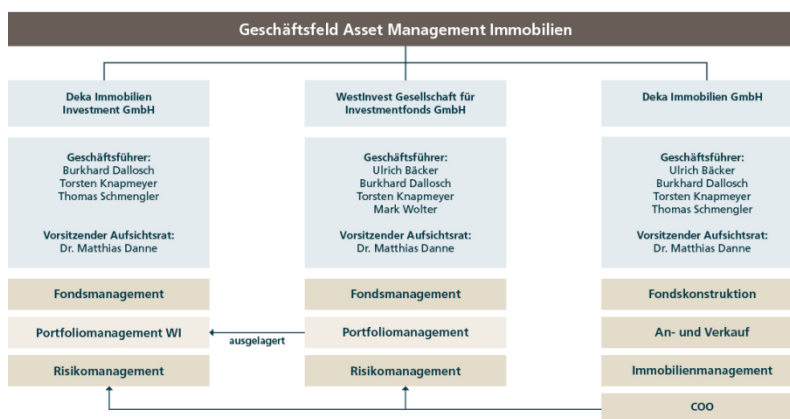 Geschäftsfeld Asset Management Immobilien
Deka Immobilien
Investment GmbH
Geschäftsführer:
Burkhard Dallosch
Torsten Knapmeyer
Thomas Schmengler
Vorsitzender Aufsichtsrat:
Dr. Matthias Danne
Fondsmanagement
Portfoliomanagement WI
Risikomanagement
ausgelagert
WestInvest Gesellschaft für
Investmentfonds GmbH
Geschäftsführer:
Ulrich Bäcker
Burkhard Dallosch
Torsten Knapmeyer
Mark Wolter
Vorsitzender Aufsichtsrat:
Dr. Matthias Danne
Fondsmanagement
Portfoliomanagement
Risikomanagement
Deka Immobilien GmbH
Geschäftsführer:
Ulrich Bäcker
Burkhard Dallosch
Torsten Knapmeyer
Thomas Schmengler
Vorsitzender Aufsichtsrat:
Dr. Matthias Danne
Fondskonstruktion
An- und Verkauf
Immobilienmanagement
COO